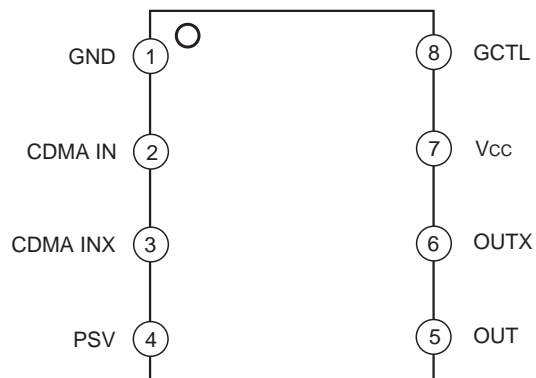 GND 1 8 GCTL
CDMA IN 2 7 Vcc
CDMA INX 3 6 OUTX
PSV 4 5 OUT